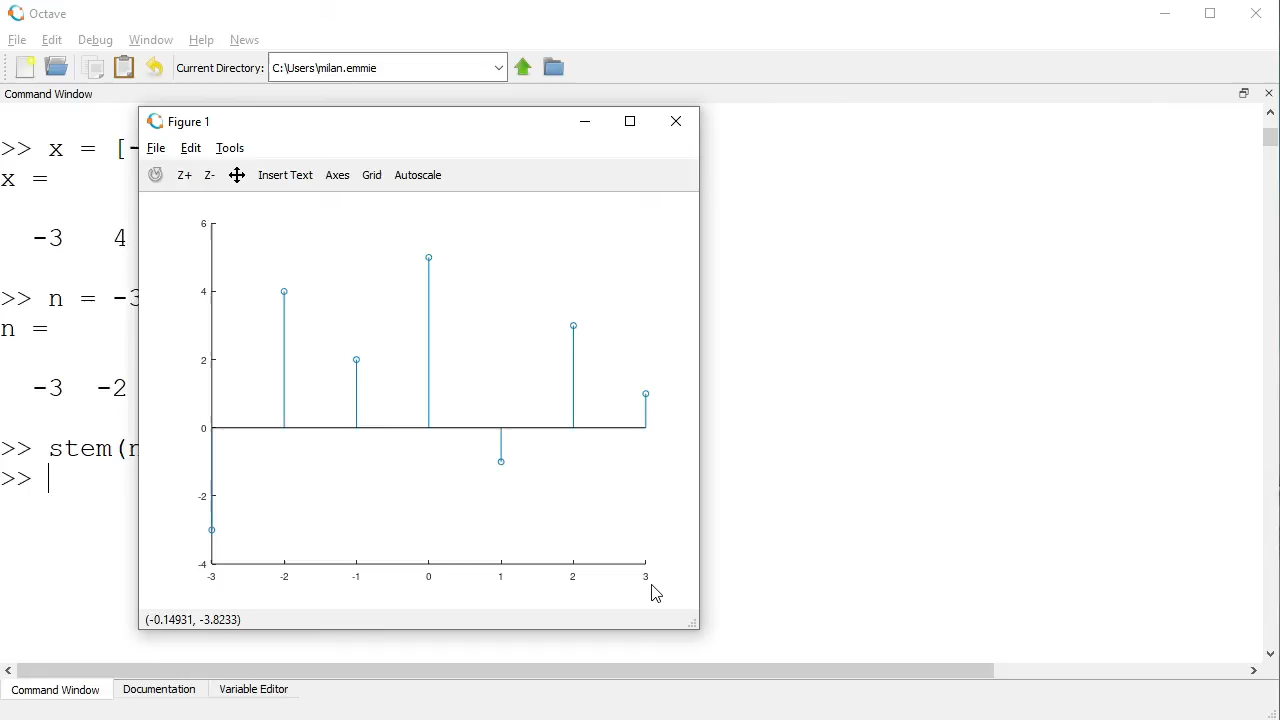 Octave
File Edit Debug Window Help News
Current Directory: C:\Users\milan.emmie
Command Window
>> x = [-
x =
-3 4
>> n = -3
n =
-3 -2
>> stem(n
>>
Figure 1
File Edit Tools
Z+ Z- Insert Text Axes Grid Autoscale
6
4
2
0
-2
-4
-3 -2 -1 0 1 2 3
(-0.14931, -3.8233)
Command Window Documentation Variable Editor